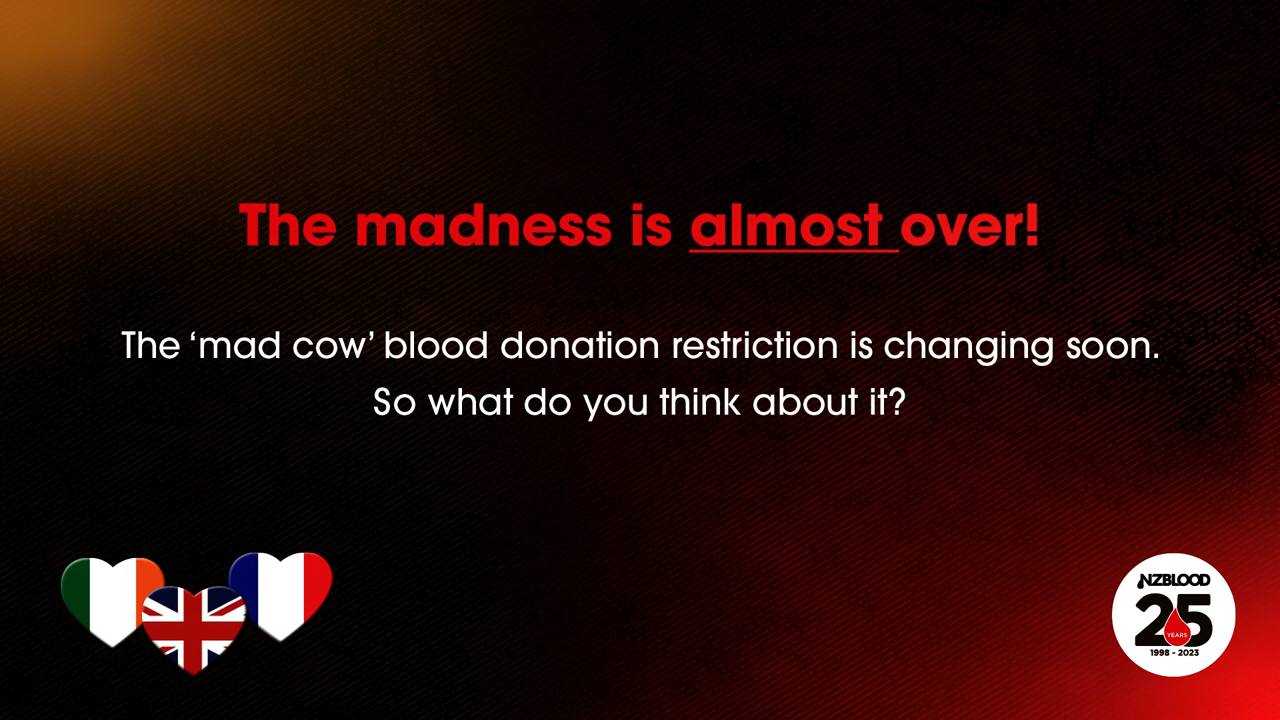 The madness is almost over!
The ‘mad cow’ blood donation restriction is changing soon.
So what do you think about it?
NZBLOOD
25
YEARS
1998 - 2023